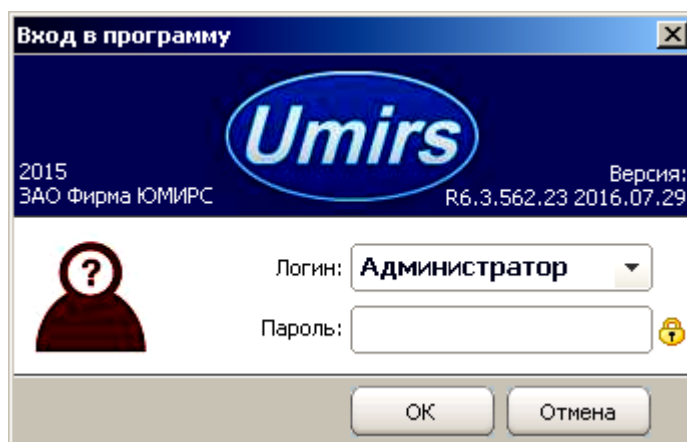 Вход в программу
Umirs
2015
ЗАО Фирма ЮМИРС
Версия:
R6.3.562.23 2016.07.29
?
Логин: Администратор
Пароль:
ОК Отмена